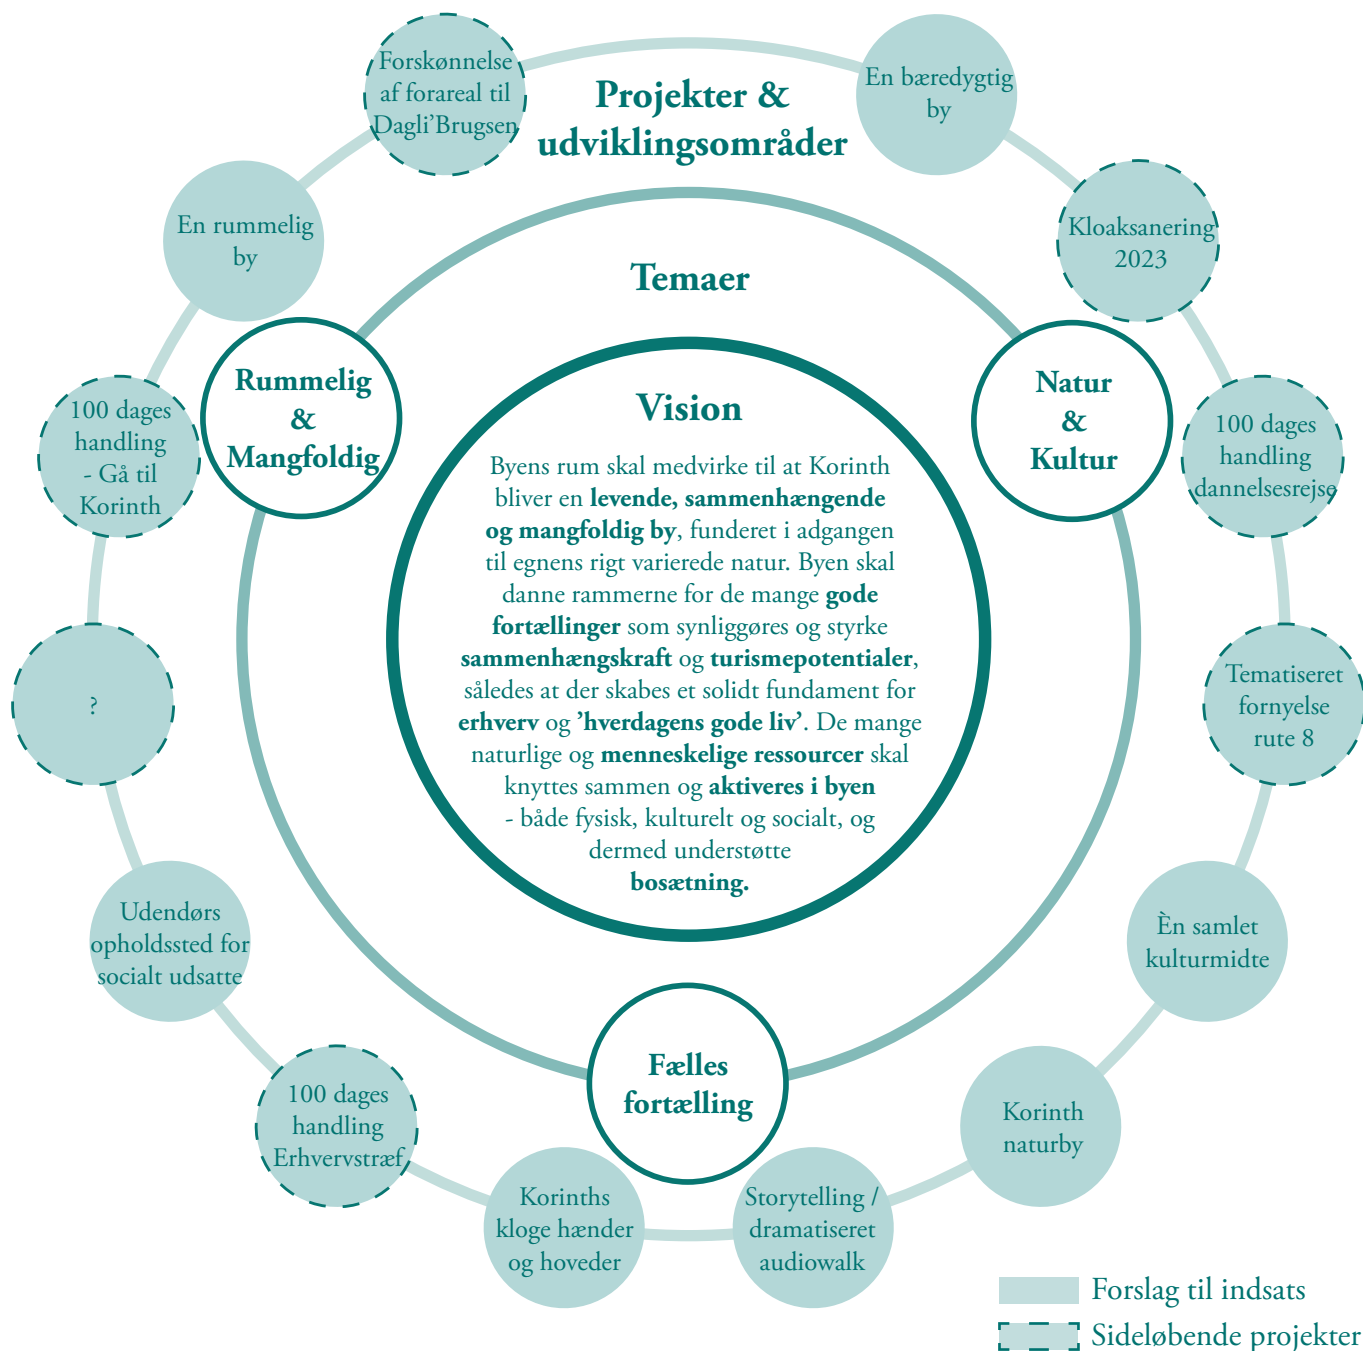 Projekter &
udviklingsområder
Forskønnelse
af forareal til
Dagli’Brugsen
En bæredygtig
by
En rummelig
by
Kloaksanering
2023
Temaer
Rummelig
&
Mangfoldig
Natur
&
Kultur
100 dages
handling
- Gå til
Korinth
100 dages
handling
dannelsesrejse
Vision
Byens rum skal medvirke til at Korinth
bliver en levende, sammenhængende
og mangfoldig by, funderet i adgangen
til egnens rigt varierede natur. Byen skal
danne rammerne for de mange gode
fortællinger som synliggøres og styrke
sammenhængskraft og turismepotentialer,
således at der skabes et solidt fundament for
erhverv og ’hverdagens gode liv’. De mange
naturlige og menneskelige ressourcer skal
knyttes sammen og aktiveres i byen
- både fysisk, kulturelt og socialt, og
dermed understøtte
bosætning.
?
Tematiseret
fornyelse
rute 8
Udendørs
opholdssted for
socialt udsatte
Èn samlet
kulturmidte
100 dages
handling
Erhvervstræf
Fælles
fortælling
Korinth
naturby
Korinths
kloge hænder
og hoveder
Storytelling /
dramatiseret
audiowalk
Forslag til indsats
Sideløbende projekter